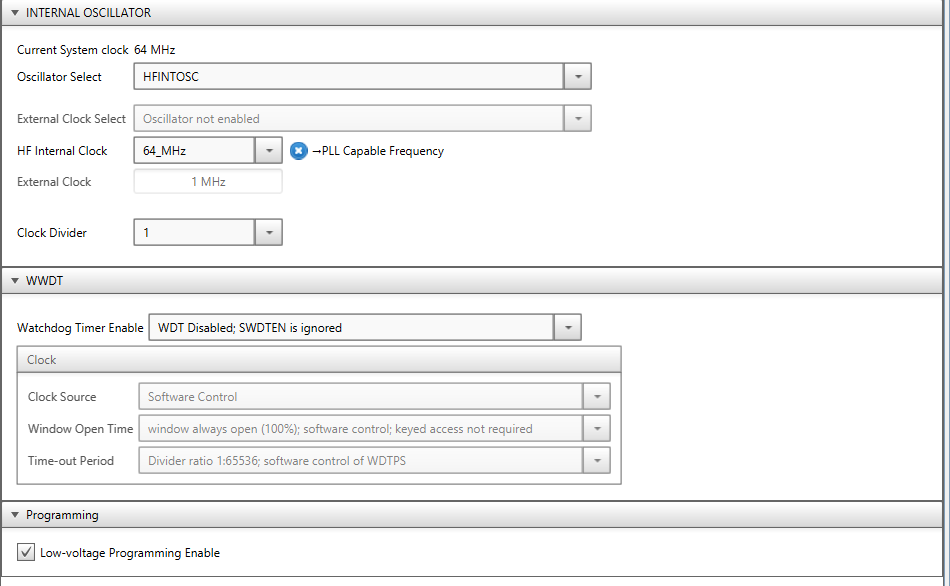 INTERNAL OSCILLATOR
Current System clock 64 MHz
Oscillator Select HFINTOSC
External Clock Select Oscillator not enabled
HF Internal Clock 64_MHz →PLL Capable Frequency
External Clock 1 MHz
Clock Divider 1
WWDT
Watchdog Timer Enable WDT Disabled; SWDTEN is ignored
Clock
Clock Source Software Control
Window Open Time window always open (100%); software control; keyed access not required
Time-out Period Divider ratio 1:65536; software control of WDTPS
Programming
Low-voltage Programming Enable